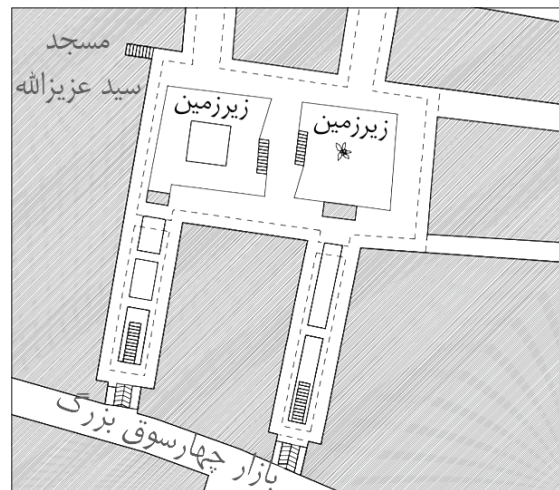 مسجد
سید عزیزالله
زیرزمین
زیرزمین
بازار چهارسوق بزرگ